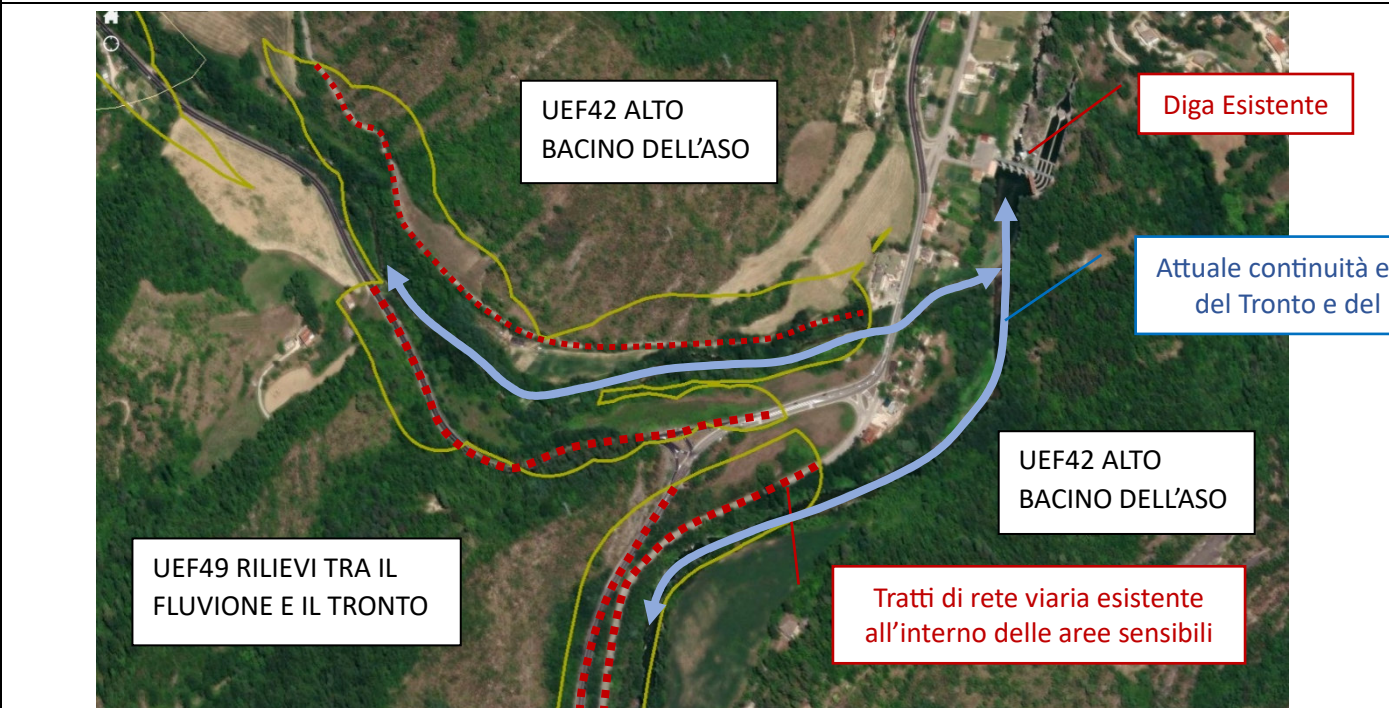 UEF42 ALTO
BACINO DELL'ASO
Diga Esistente
Attuale continuità e
del Tronto e del
UEF42 ALTO
BACINO DELL'ASO
UEF49 RILIEVI TRA IL
FLUVIONE E IL TRONTO
Tratti di rete viaria esistente
all'interno delle aree sensibili